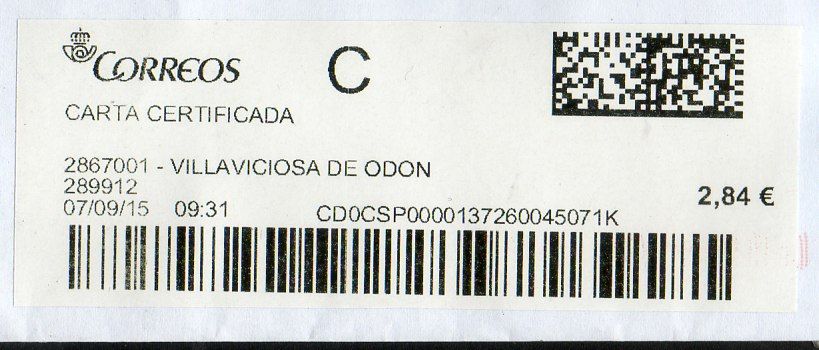 CORREOS
C
CARTA CERTIFICADA
2867001 - VILLAVICIOSA DE ODON
289912
07/09/15 09:31
CD0CSP0000137260045071K
2,84 €